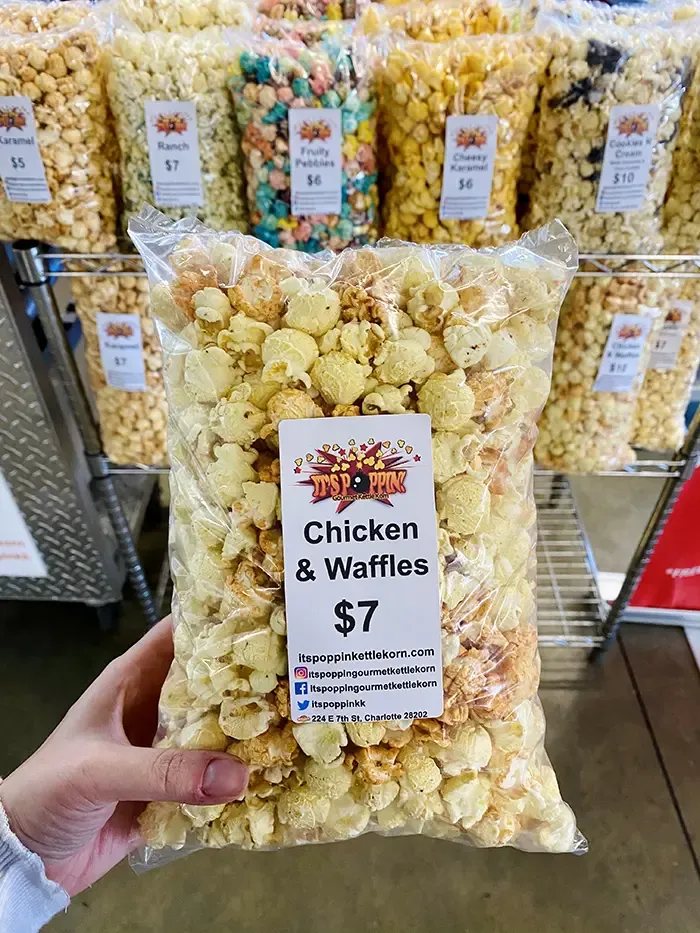 Karamel
$5
Ranch
$7
Fruity
Pebbles
$6
Cheesy
Karamel
$6
Cookies N
Cream
$10
$7
Chicken
& Waffles
$10
$7
IT'S POPPIN!
Gourmet Kettle Korn
Chicken
& Waffles
$7
itspoppinkettlekorn.com
itspoppingourmetkettlekorn
itspoppingourmetkettlekorn
itspoppinkk
224 E 7th St, Charlotte 28202